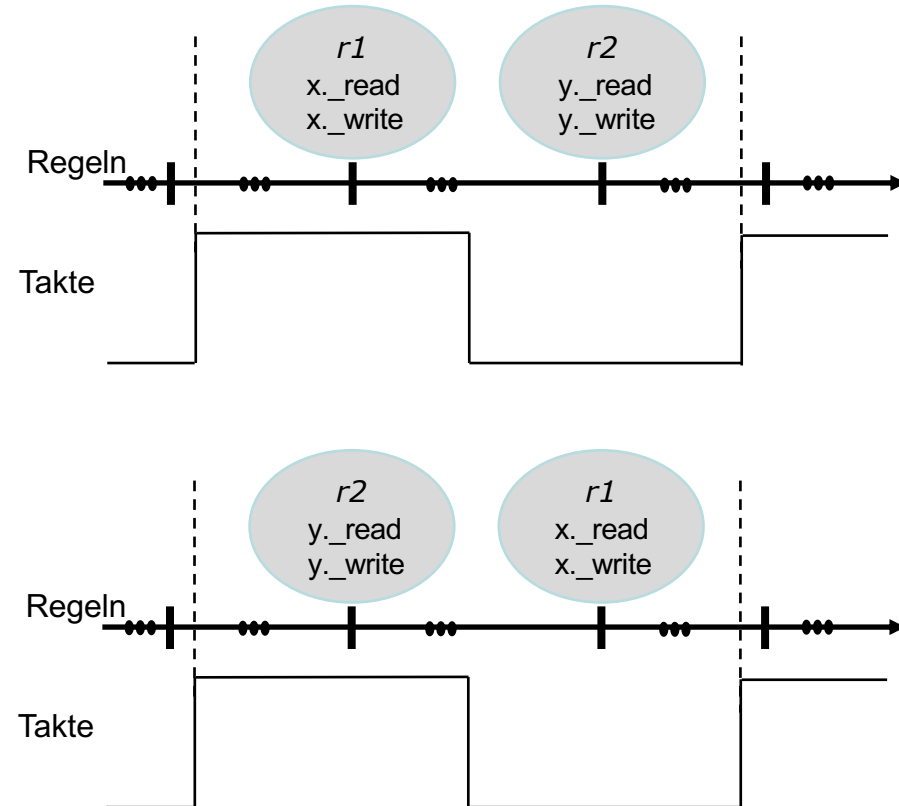 r1
x._read
x._write
r2
y._read
y._write
Regeln
Takte
r2
y._read
y._write
r1
x._read
x._write
Regeln
Takte